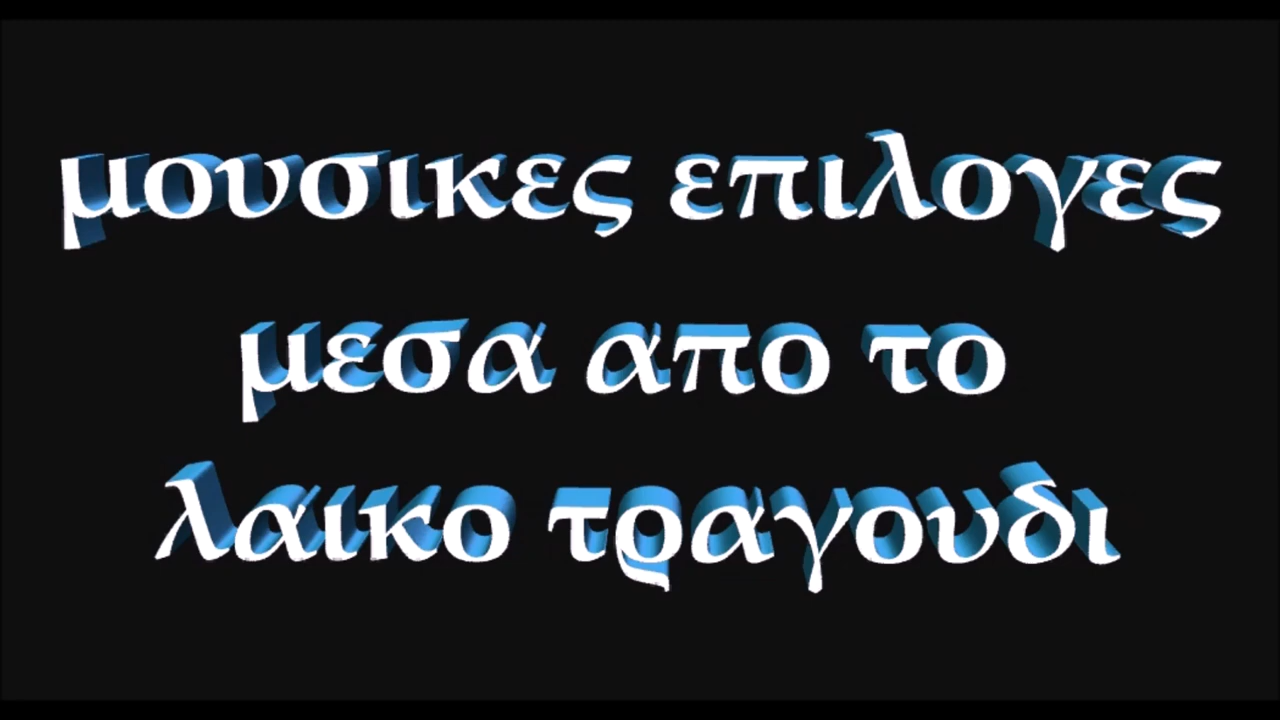 μουσικες επιλογες
μεσα απο το
λαικο τραγουδι